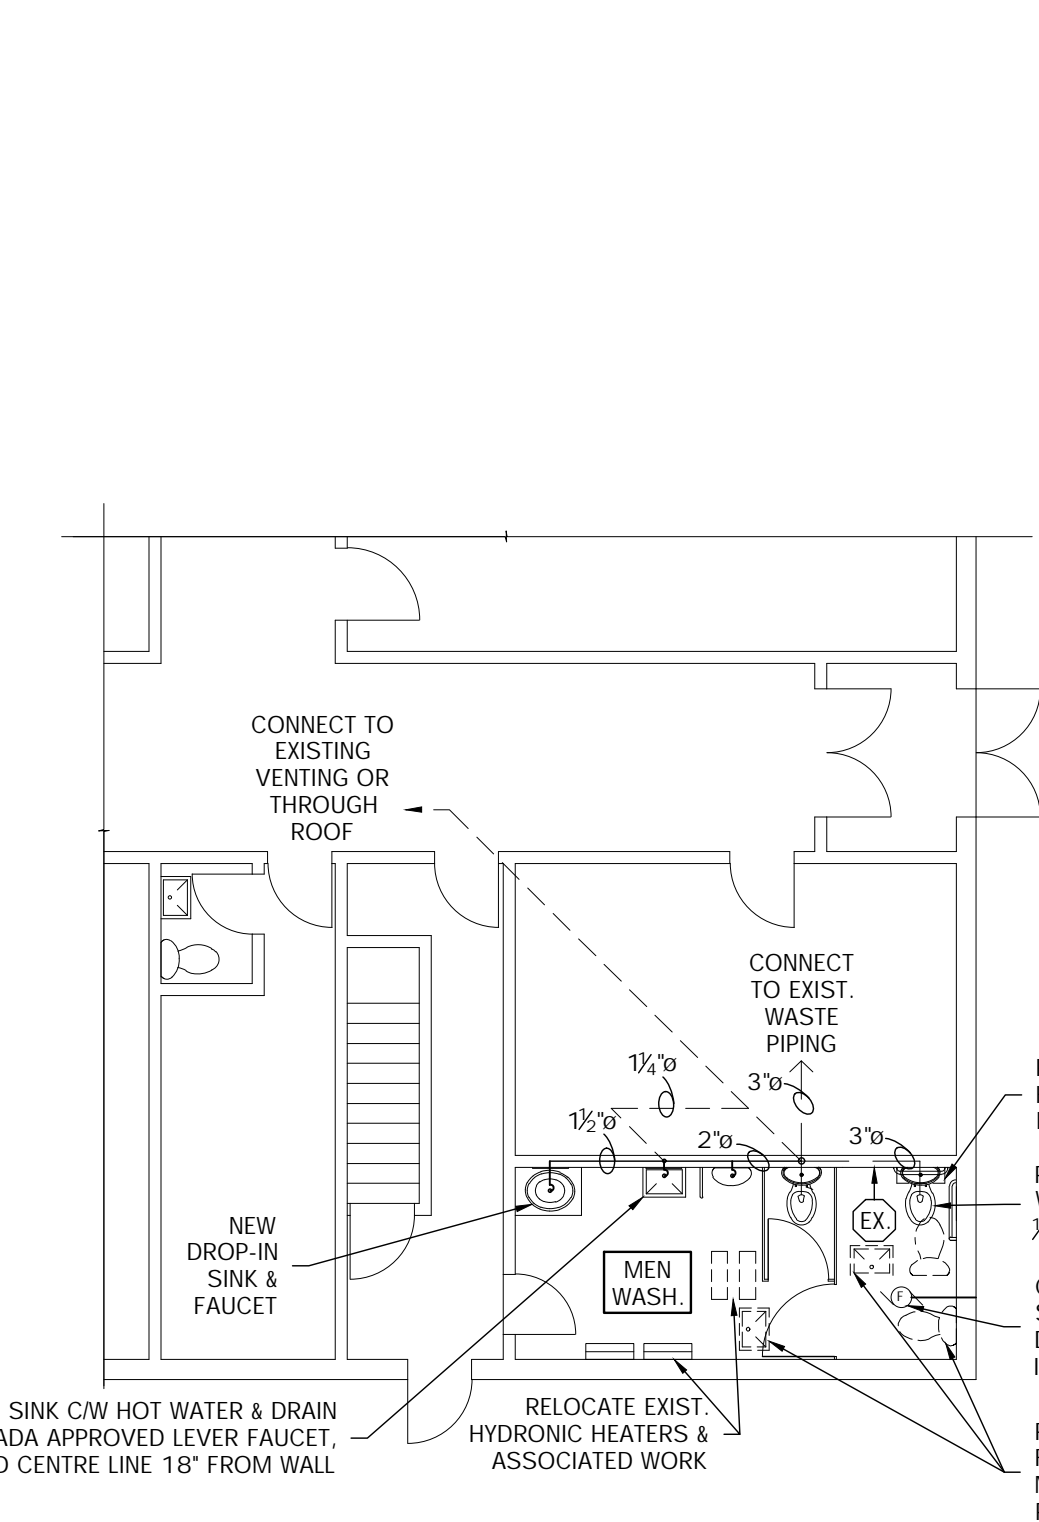 CONNECT TO
EXISTING
VENTING OR
THROUGH
ROOF
CONNECT
TO EXIST.
WASTE
PIPING
1¼"ø
3"ø
1½"ø
2"ø
3"ø
NEW
DROP-IN
SINK &
FAUCET
MEN
WASH.
EX.
F
SINK C/W HOT WATER & DRAIN
ADA APPROVED LEVER FAUCET,
CENTRE LINE 18" FROM WALL
RELOCATE EXIST.
HYDRONIC HEATERS &
ASSOCIATED WORK